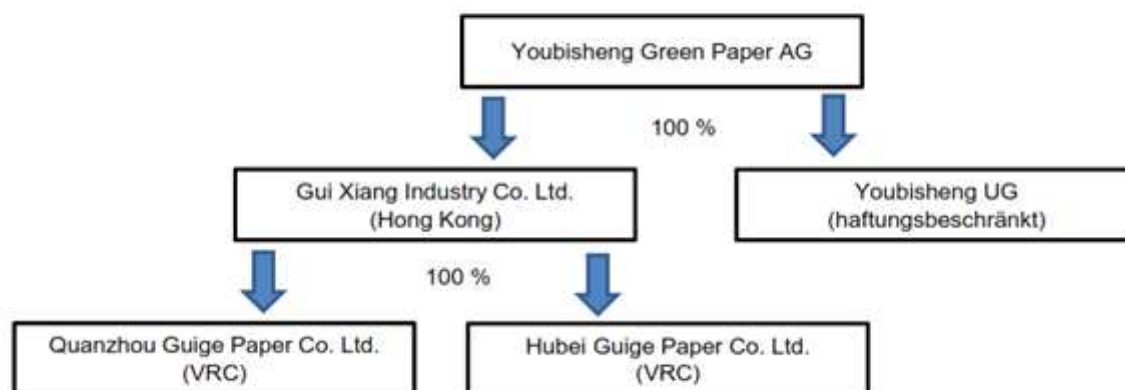 Youbisheng Green Paper AG
100 %
Gui Xiang Industry Co. Ltd.
(Hong Kong)
Youbisheng UG
(haftungsbeschränkt)
100 %
Quanzhou Guige Paper Co. Ltd.
(VRC)
Hubei Guige Paper Co. Ltd.
(VRC)